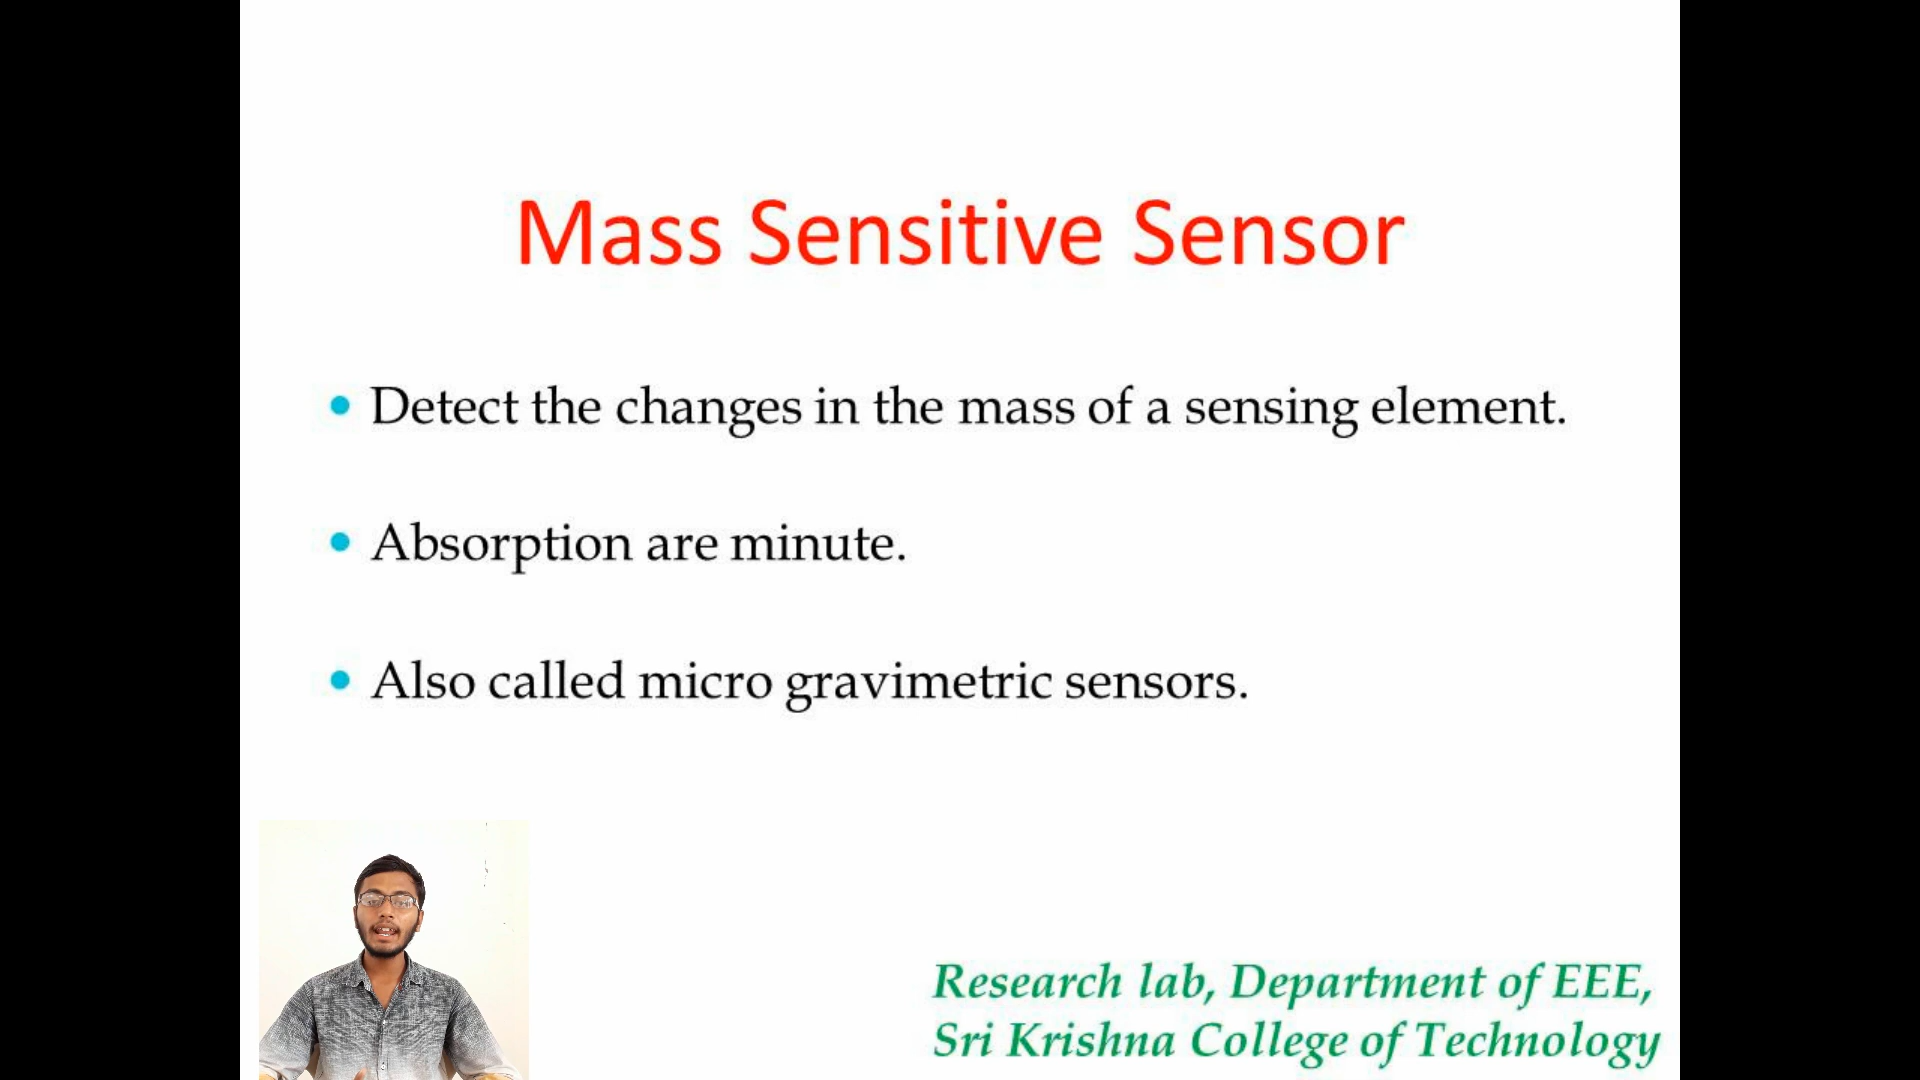 Mass Sensitive Sensor
Detect the changes in the mass of a sensing element.
Absorption are minute.
Also called micro gravimetric sensors.
Research lab, Department of EEE,
Sri Krishna College of Technology